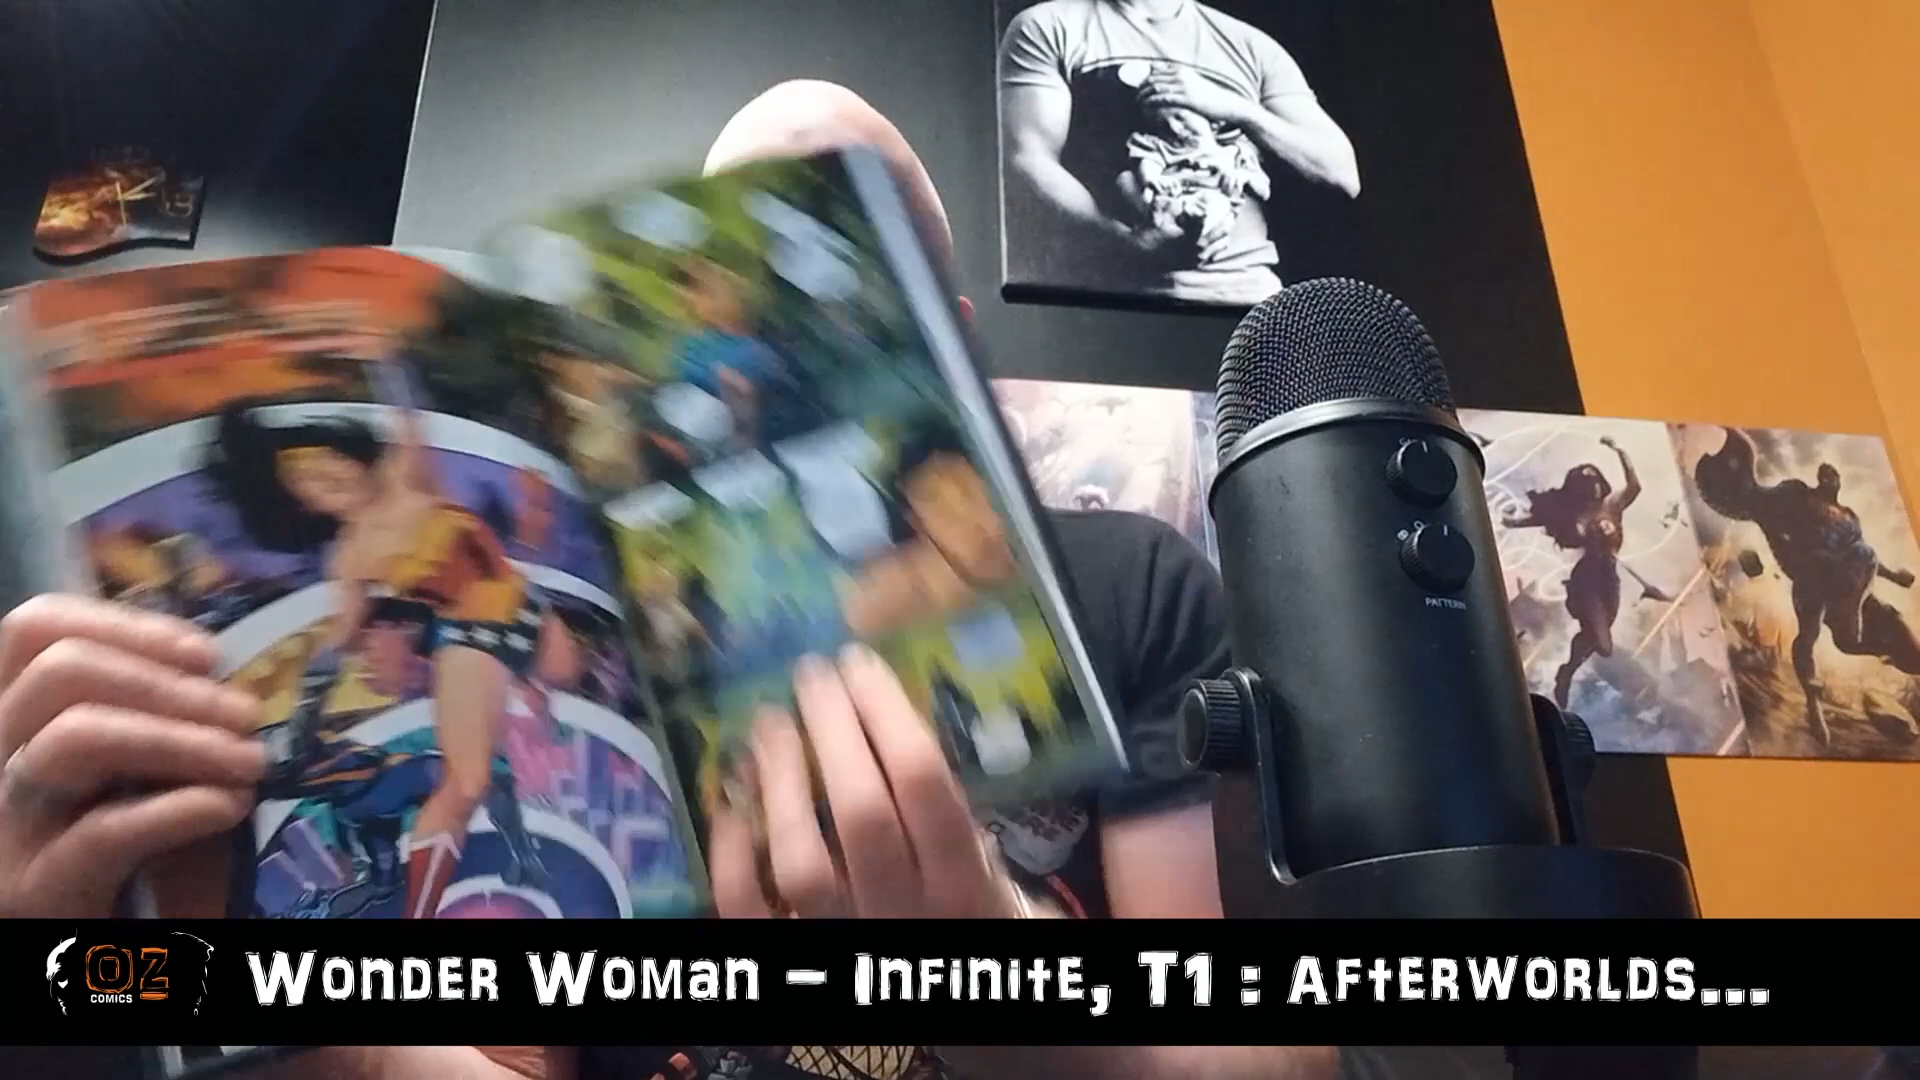 PATTERN
OZ
COMICS
Wonder Woman – Infinite, T1 : Afterworlds...